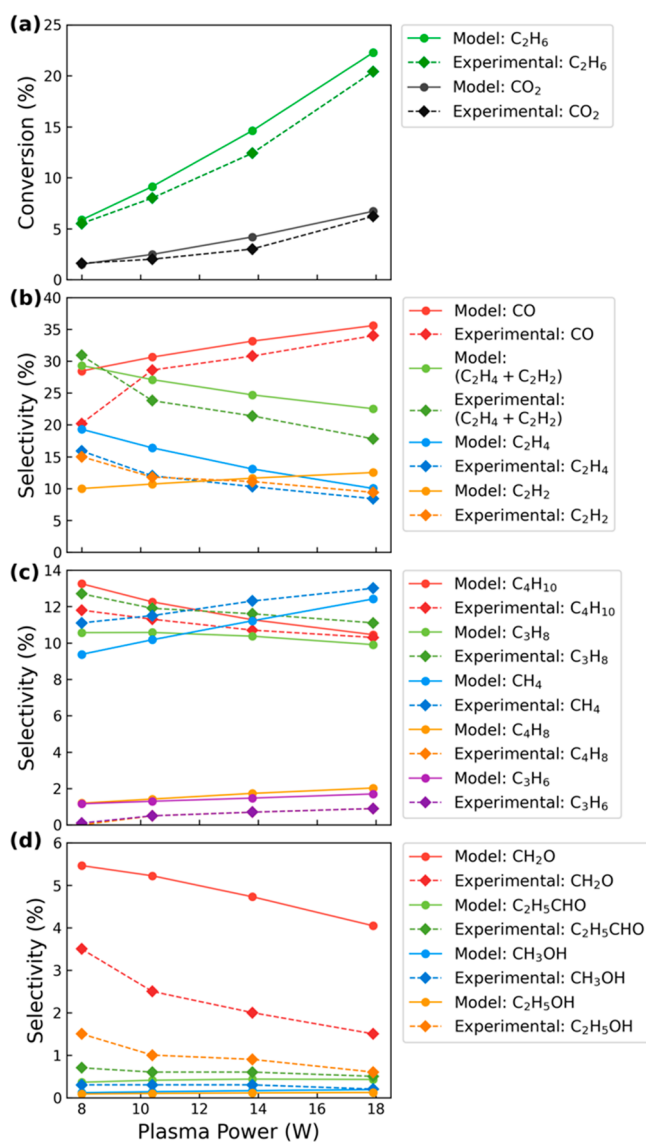 (a)
25
20
15
10
5
0
Conversion (%)
Model: C₂H₆
Experimental: C₂H₆
Model: CO₂
Experimental: CO₂
(b)
40
35
30
25
20
15
10
5
0
Selectivity (%)
Model: CO
Experimental: CO
Model:
(C₂H₄ + C₂H₂)
Experimental:
(C₂H₄ + C₂H₂)
Model: C₂H₄
Experimental: C₂H₄
Model: C₂H₂
Experimental: C₂H₂
(c)
14
12
10
8
6
4
2
0
Selectivity (%)
Model: C₄H₁₀
Experimental: C₄H₁₀
Model: C₃H₈
Experimental: C₃H₈
Model: CH₄
Experimental: CH₄
Model: C₄H₈
Experimental: C₄H₈
Model: C₃H₆
Experimental: C₃H₆
(d)
6
5
4
3
2
1
0
Selectivity (%)
Model: CH₂O
Experimental: CH₂O
Model: C₂H₅CHO
Experimental: C₂H₅CHO
Model: CH₃OH
Experimental: CH₃OH
Model: C₂H₅OH
Experimental: C₂H₅OH
8 10 12 14 16 18
Plasma Power (W)